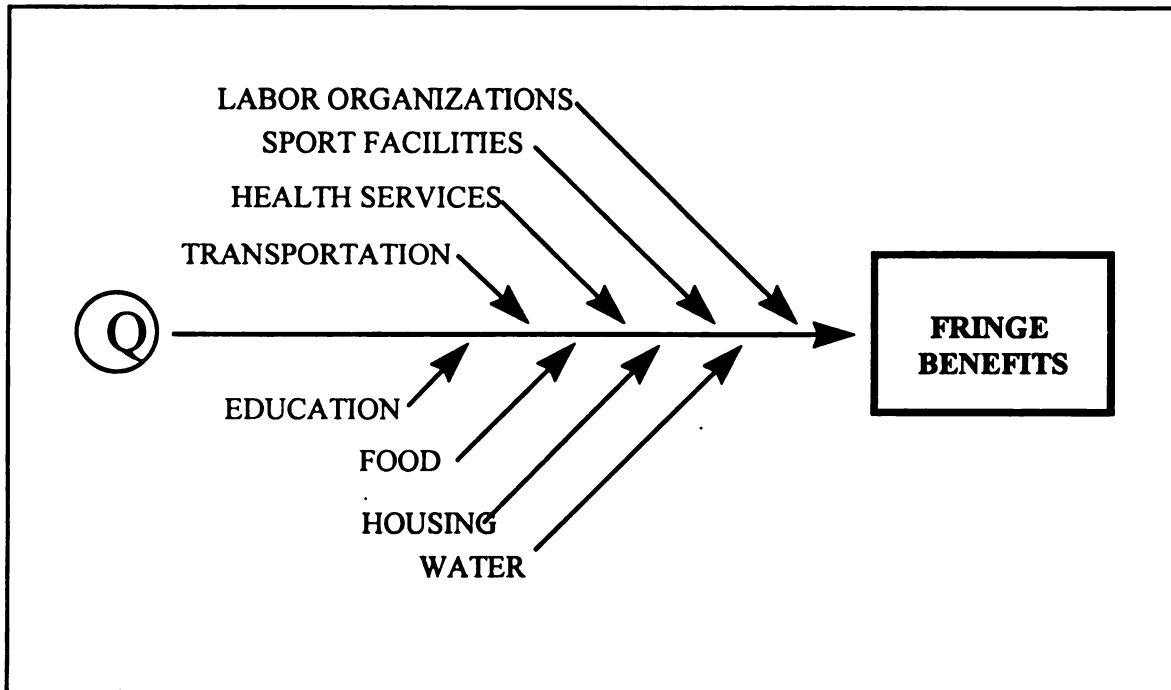 LABOR ORGANIZATIONS
SPORT FACILITIES
HEALTH SERVICES
TRANSPORTATION
Q
FRINGE
BENEFITS
EDUCATION
FOOD
HOUSING
WATER